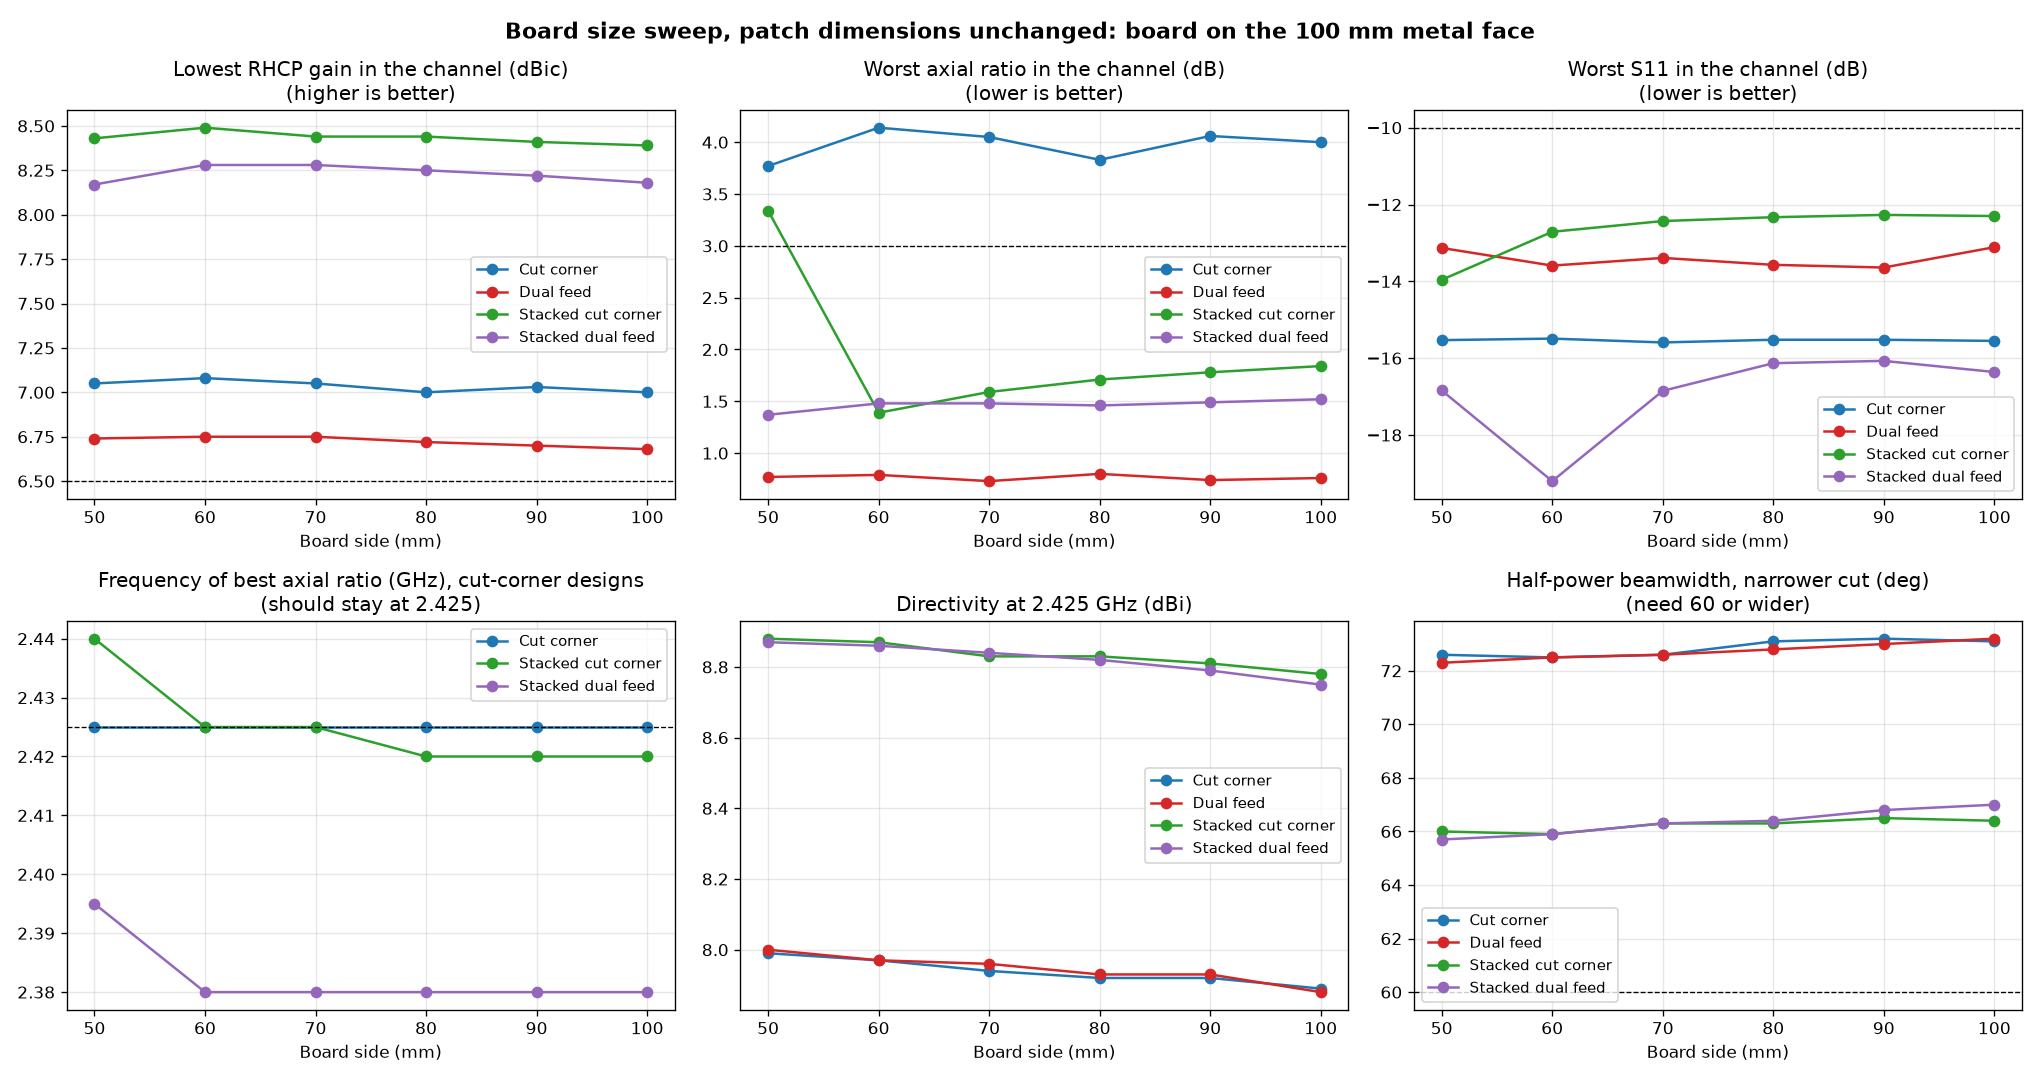 Board size sweep, patch dimensions unchanged: board on the 100 mm metal face
Lowest RHCP gain in the channel (dBic)
(higher is better)
8.50
8.25
8.00
7.75
7.50
7.25
7.00
6.75
6.50
Cut corner
Dual feed
Stacked cut corner
Stacked dual feed
50 60 70 80 90 100
Board side (mm)
Worst axial ratio in the channel (dB)
(lower is better)
4.0
3.5
3.0
2.5
2.0
1.5
1.0
Cut corner
Dual feed
Stacked cut corner
Stacked dual feed
50 60 70 80 90 100
Board side (mm)
Worst S11 in the channel (dB)
(lower is better)
−10
−12
−14
−16
−18
Cut corner
Dual feed
Stacked cut corner
Stacked dual feed
50 60 70 80 90 100
Board side (mm)
Frequency of best axial ratio (GHz), cut-corner designs
(should stay at 2.425)
2.44
2.43
2.42
2.41
2.40
2.39
2.38
Cut corner
Stacked cut corner
Stacked dual feed
50 60 70 80 90 100
Board side (mm)
Directivity at 2.425 GHz (dBi)
8.8
8.6
8.4
8.2
8.0
Cut corner
Dual feed
Stacked cut corner
Stacked dual feed
50 60 70 80 90 100
Board side (mm)
Half-power beamwidth, narrower cut (deg)
(need 60 or wider)
72
70
68
66
64
62
60
Cut corner
Dual feed
Stacked cut corner
Stacked dual feed
50 60 70 80 90 100
Board side (mm)